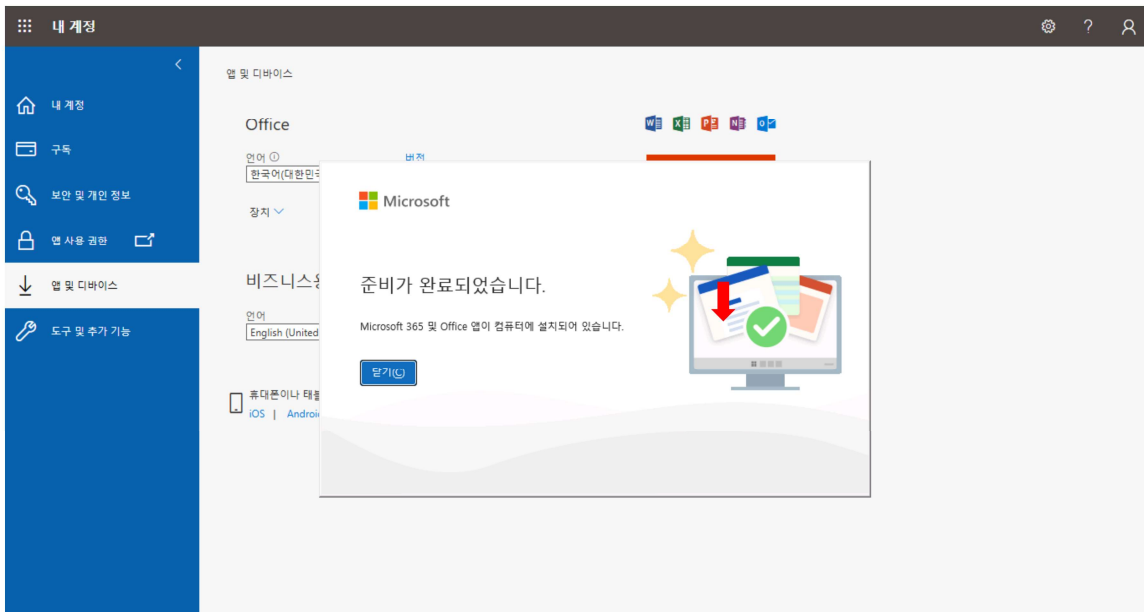 내 계정
?
앱 및 디바이스
내 계정
구독
보안 및 개인 정보
앱 사용 권한
앱 및 디바이스
도구 및 추가 기능
Office
언어
버전
한국어(대한민국
장치
비즈니스용
언어
English (United
휴대폰이나 태블
iOS | Android
Microsoft
준비가 완료되었습니다.
Microsoft 365 및 Office 앱이 컴퓨터에 설치되어 있습니다.
닫기(C)